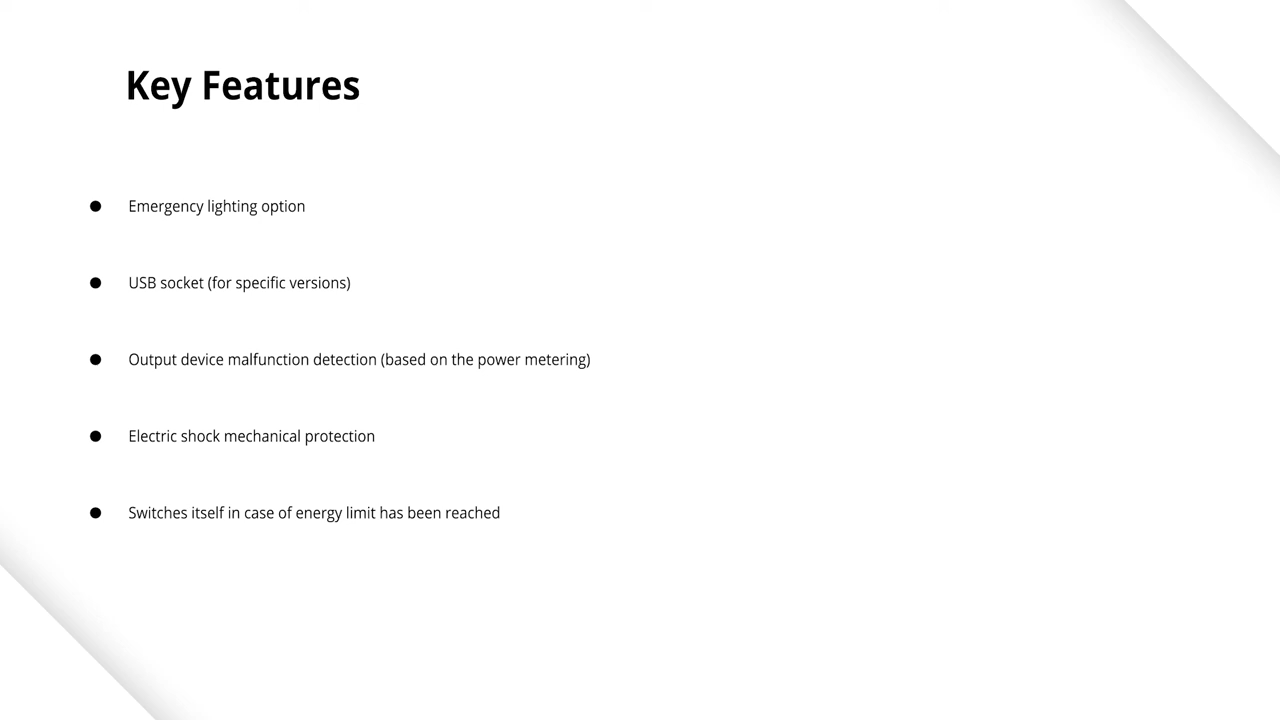 Key Features
● Emergency lighting option
● USB socket (for specific versions)
● Output device malfunction detection (based on the power metering)
● Electric shock mechanical protection
● Switches itself in case of energy limit has been reached